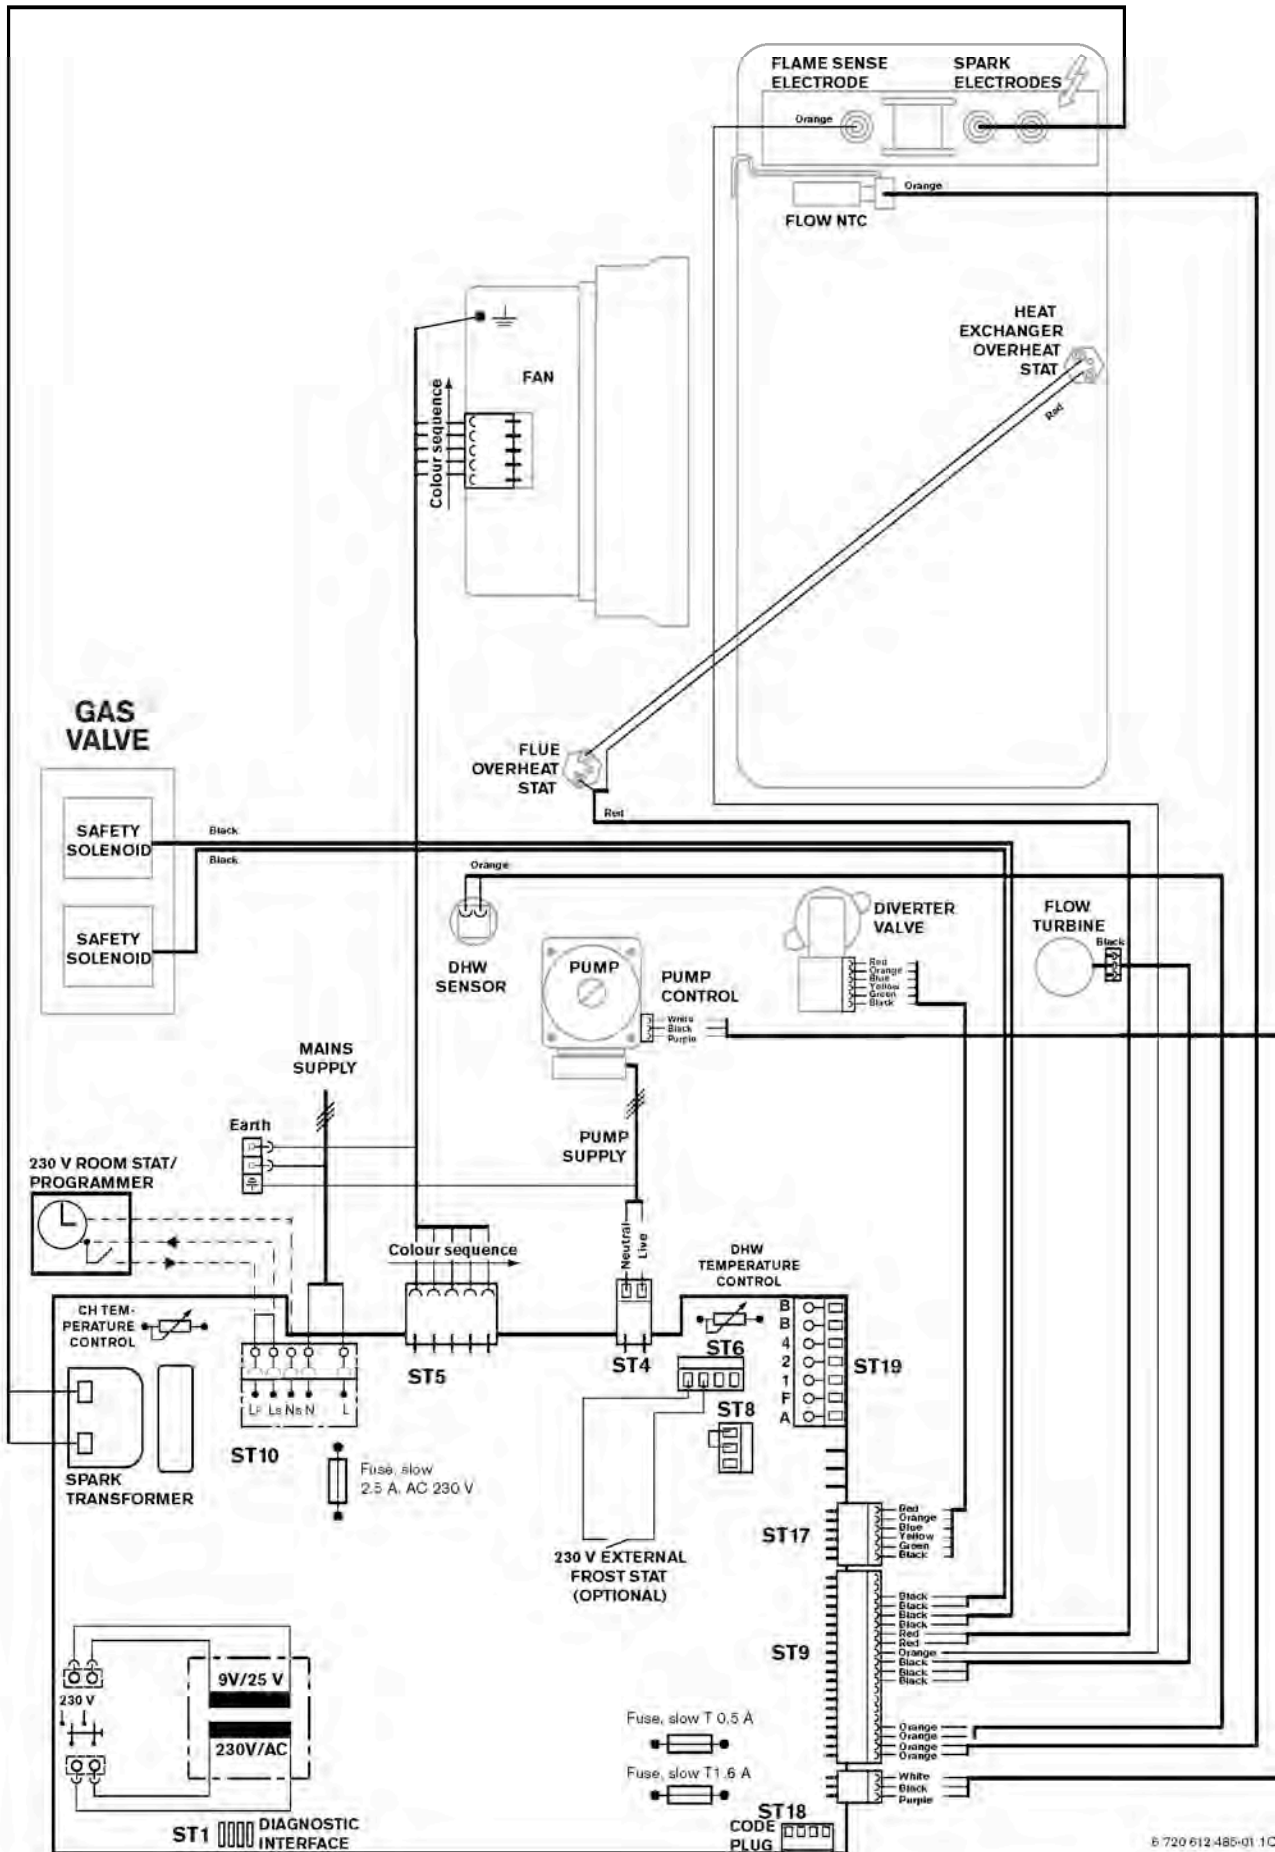 FLAME SENSE
ELECTRODE
SPARK
ELECTRODES
Orange
Orange
FLOW NTC
HEAT
EXCHANGER
OVERHEAT
STAT
Red
FAN
Colour sequence
GAS
VALVE
FLUE
OVERHEAT
STAT
Red
SAFETY
SOLENOID
Black
Black
Orange
SAFETY
SOLENOID
DHW
SENSOR
PUMP
PUMP
CONTROL
White
Black
Purple
DIVERTER
VALVE
Red
Orange
Blue
Yellow
Green
Black
FLOW
TURBINE
Black
MAINS
SUPPLY
Earth
PUMP
SUPPLY
230 V ROOM STAT/
PROGRAMMER
Colour sequence
Neutral
Live
DHW
TEMPERATURE
CONTROL
CH TEM-
PERATURE
CONTROL
B
B
4
2
1
F
A
ST19
ST6
ST4
ST5
ST8
LR LS NS N L
ST10
Fuse, slow
2.5 A, AC 230 V
SPARK
TRANSFORMER
230 V EXTERNAL
FROST STAT
(OPTIONAL)
ST17
Red
Orange
Blue
Yellow
Green
Black
ST9
Black
Black
Black
Black
Red
Red
Orange
Black
Black
Black
Orange
Orange
Orange
Orange
White
Black
Purple
9V/25 V
230 V
230V/AC
Fuse, slow T 0.5 A
Fuse, slow T1.6 A
ST18
CODE
PLUG
ST1
DIAGNOSTIC
INTERFACE
6 720 612 485-01.1O